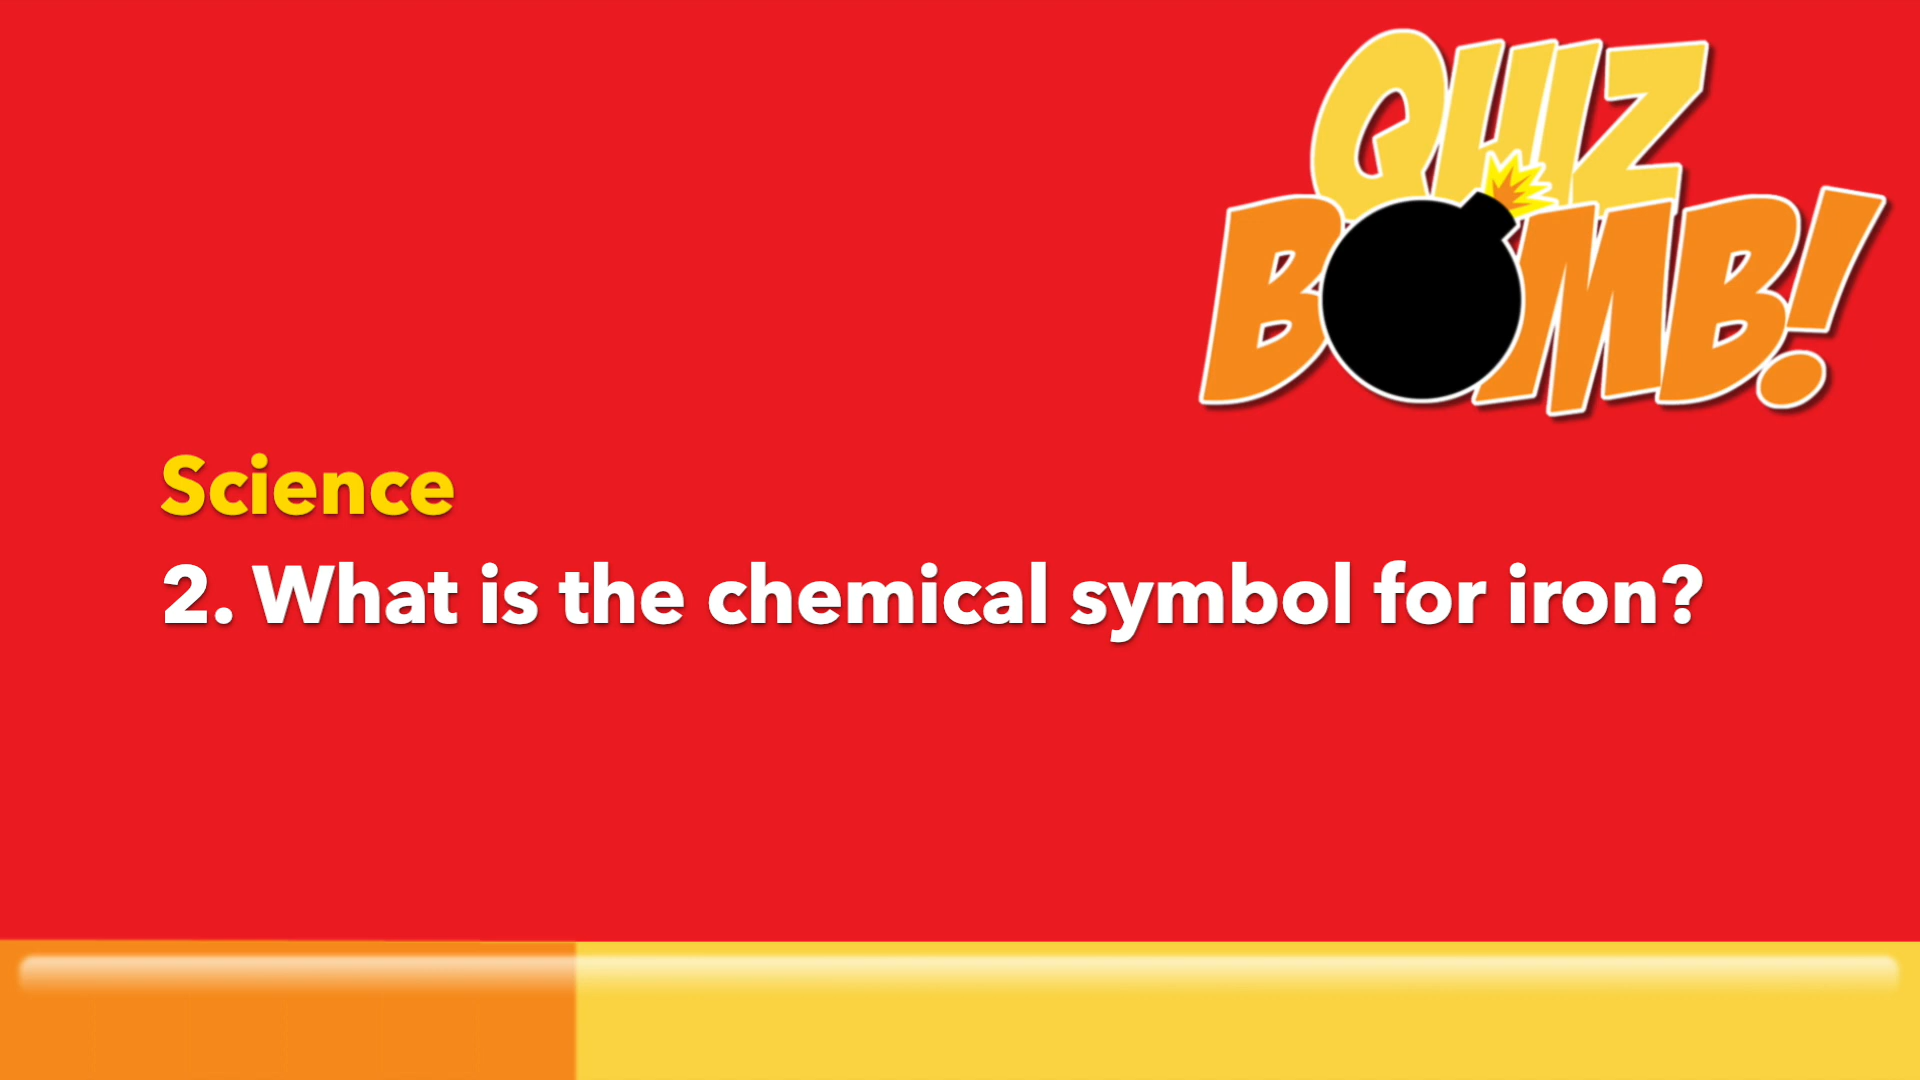 QUIZ
BOMB!
Science
2. What is the chemical symbol for iron?